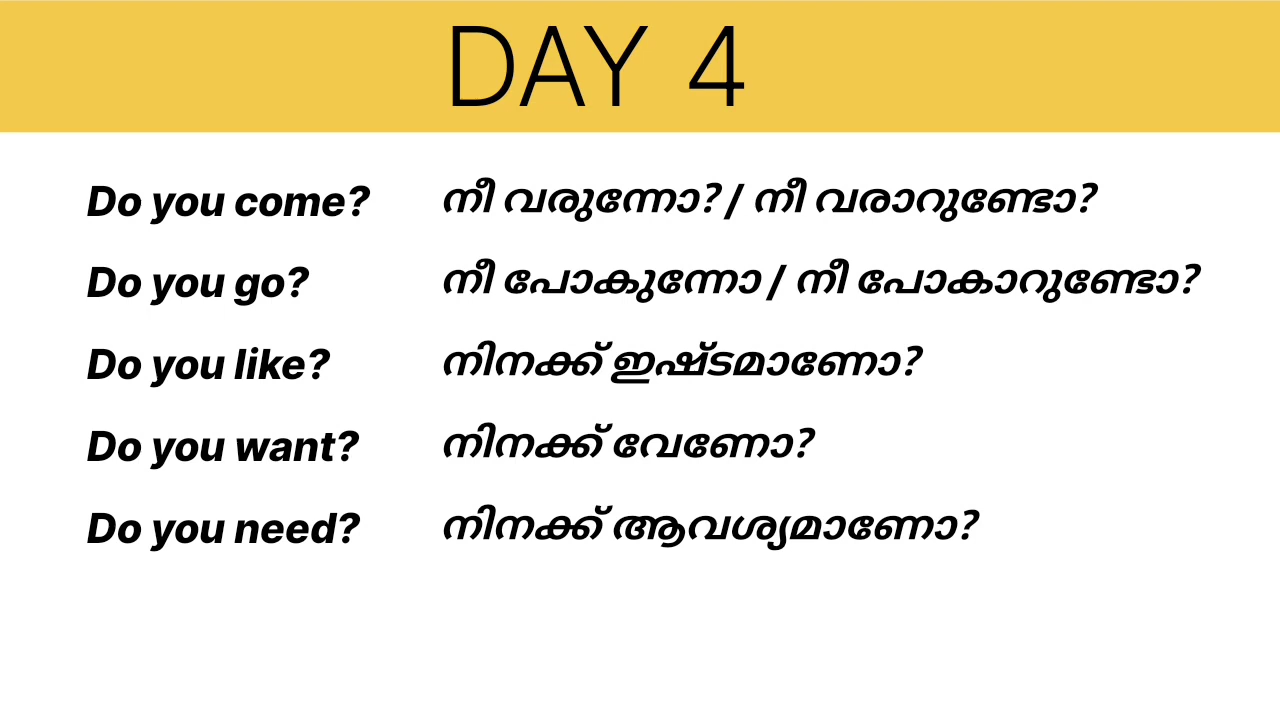 DAY 4
Do you come? നീ വരുന്നോ? / നീ വരാറുണ്ടോ?
Do you go? നീ പോകുന്നോ / നീ പോകാറുണ്ടോ?
Do you like? നിനക്ക് ഇഷ്ടമാണോ?
Do you want? നിനക്ക് വേണോ?
Do you need? നിനക്ക് ആവശ്യമാണോ?